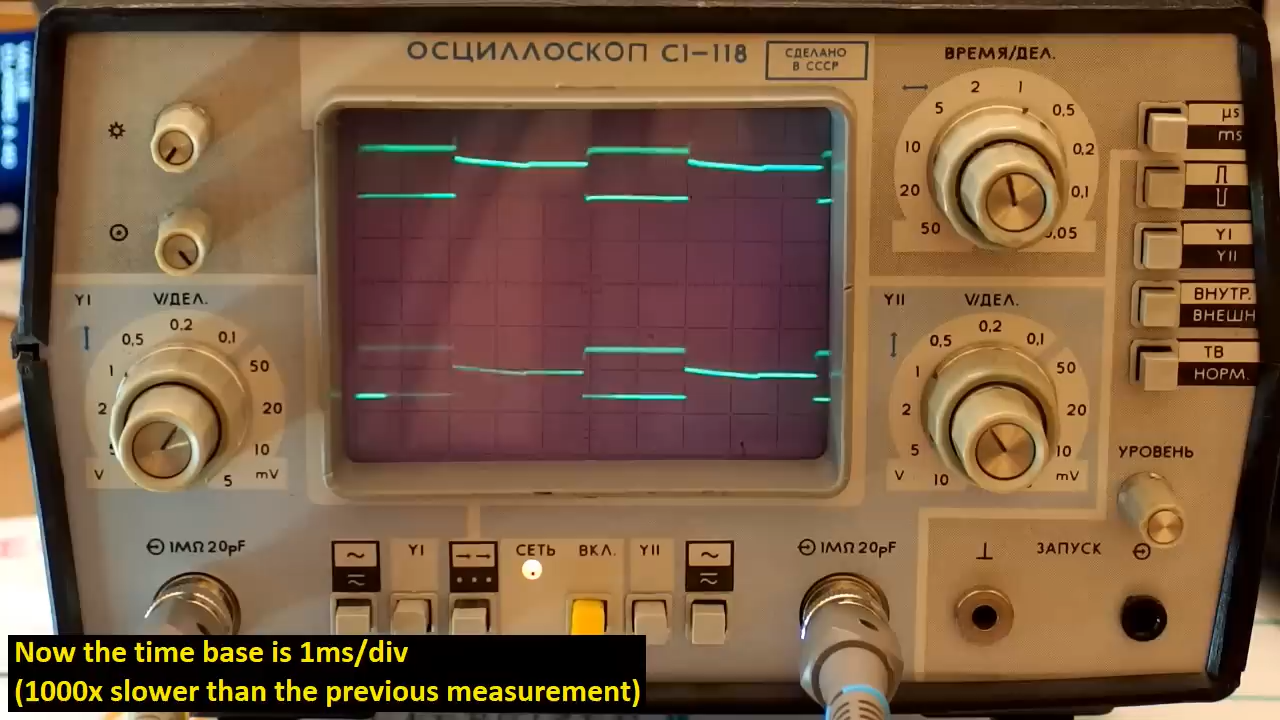 ОСЦИЛЛОСКОП С1-118
СДЕЛАНО
В СССР
ВРЕМЯ/ДЕЛ.
50
20
10
5
2
1
0,5
0,2
0,1
0,05
µs
ms
YI
YII
ВНУТР.
ВНЕШН
ТВ
НОРМ.
УРОВЕНЬ
YI
V/ДЕЛ.
V
5
2
1
0,5
0,2
0,1
50
20
10
5
mV
YII
V/ДЕЛ.
V
10
5
2
1
0,5
0,2
0,1
50
20
10
mV
1MΩ 20pF
~
YI
СЕТЬ
ВКЛ.
YII
~
1MΩ 20pF
ЗАПУСК
Now the time base is 1ms/div
(1000x slower than the previous measurement)